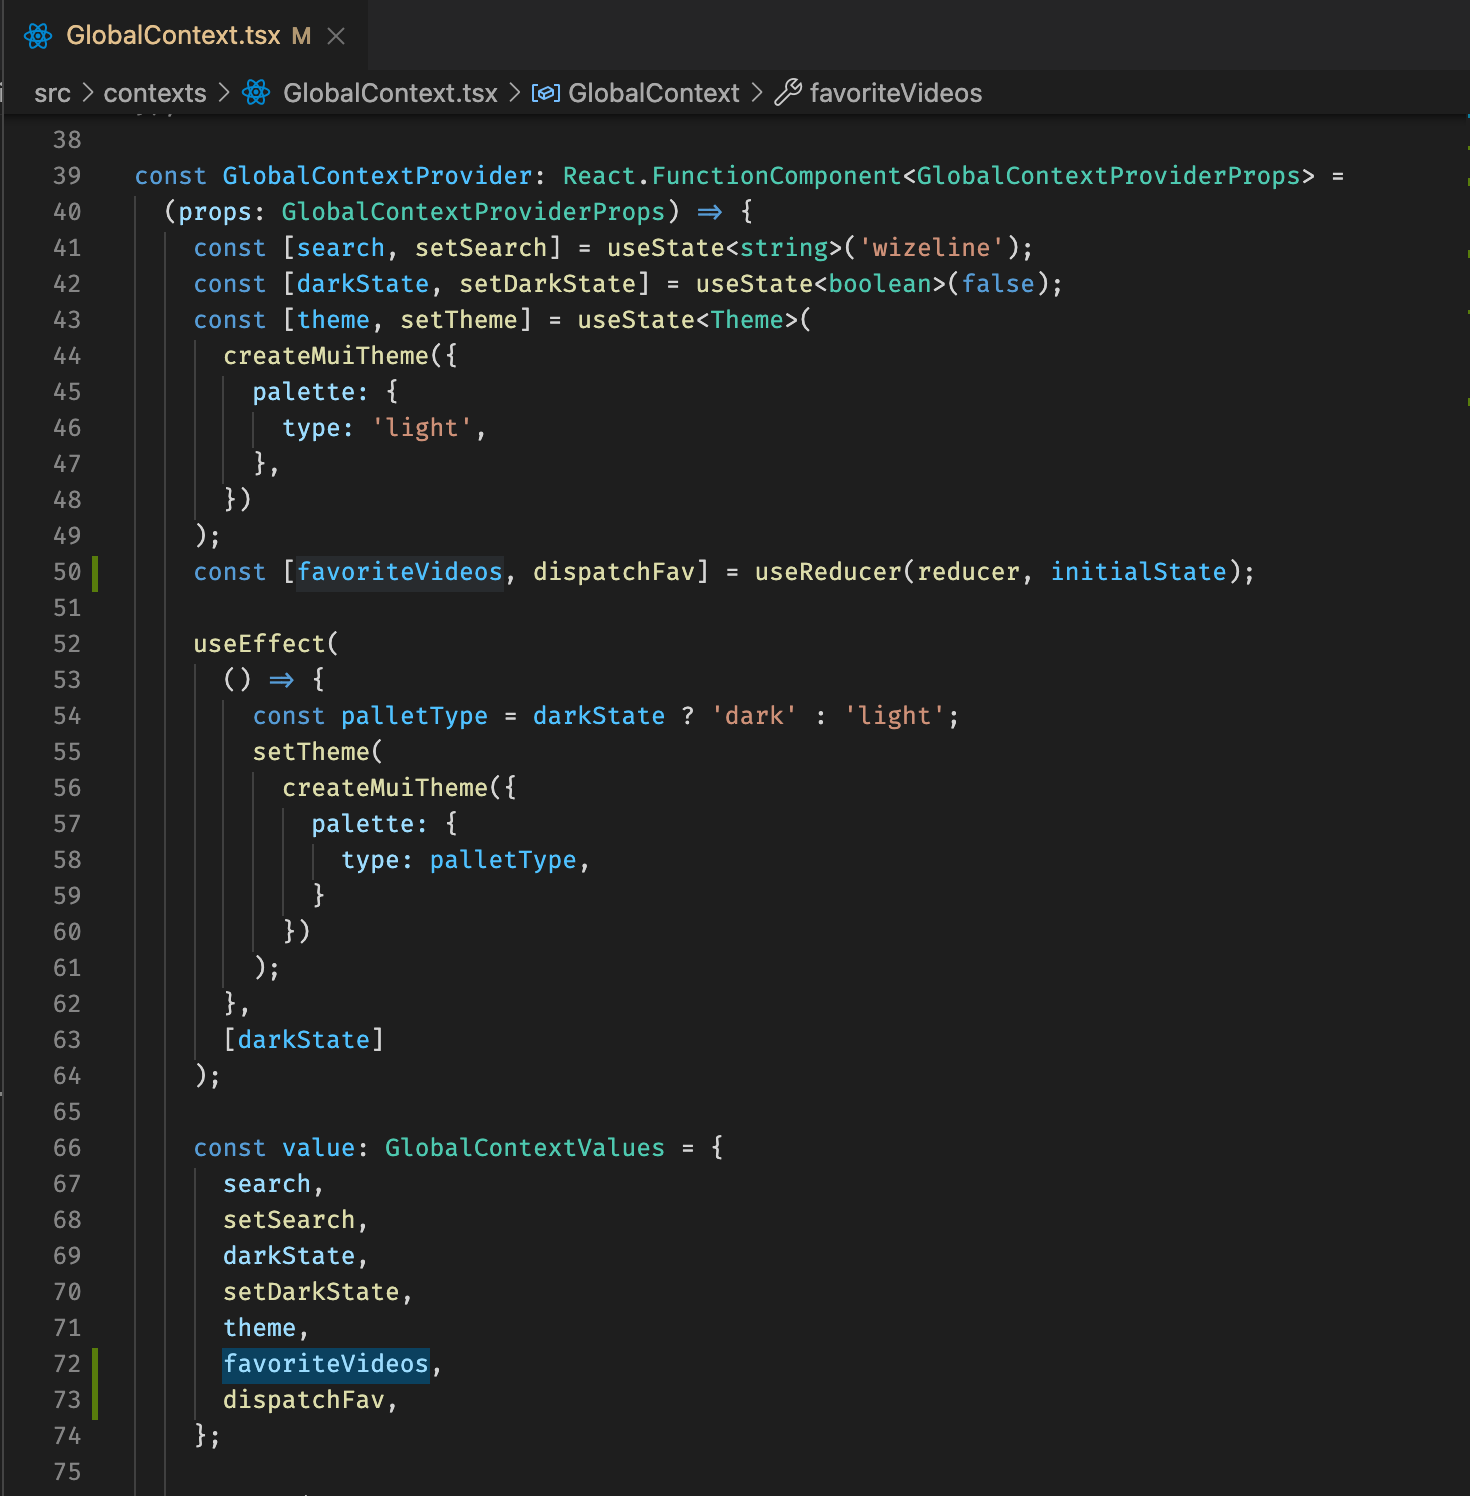 GlobalContext.tsx M ×
src > contexts > GlobalContext.tsx > GlobalContext > favoriteVideos
38
39 const GlobalContextProvider: React.FunctionComponent<GlobalContextProviderProps> =
40 (props: GlobalContextProviderProps) => {
41 const [search, setSearch] = useState<string>('wizeline');
42 const [darkState, setDarkState] = useState<boolean>(false);
43 const [theme, setTheme] = useState<Theme>(
44 createMuiTheme({
45 palette: {
46 type: 'light',
47 },
48 })
49 );
50 const [favoriteVideos, dispatchFav] = useReducer(reducer, initialState);
51
52 useEffect(
53 () => {
54 const palletType = darkState ? 'dark' : 'light';
55 setTheme(
56 createMuiTheme({
57 palette: {
58 type: palletType,
59 }
60 })
61 );
62 },
63 [darkState]
64 );
65
66 const value: GlobalContextValues = {
67 search,
68 setSearch,
69 darkState,
70 setDarkState,
71 theme,
72 favoriteVideos,
73 dispatchFav,
74 };
75